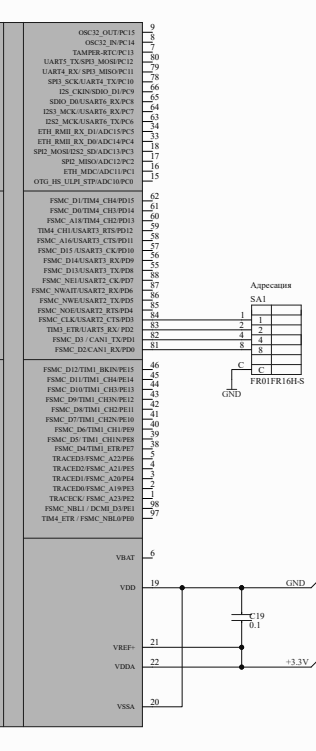 OSC32_OUT/PC15 9
OSC32_IN/PC14 8
TAMPER-RTC/PC13 7
UART5_TX/SPI3_MOSI/PC12 80
UART4_RX/ SPI3_MISO/PC11 79
SPI3_SCK/UART4_TX/PC10 78
I2S_CKIN/SDIO_D1/PC9 66
SDIO_D0/USART6_RX/PC8 65
I2S3_MCK//USART6_RX/PC7 64
I2S2_MCK/USART6_TX/PC6 63
ETH_RMII_RX_D1/ADC15/PC5 34
ETH_RMII_RX_D0/ADC14/PC4 33
SPI2_MOSI/I2S2_SD/ADC13/PC3 18
SPI2_MISO/ADC12/PC2 17
ETH_MDC/ADC11/PC1 16
OTG_HS_ULPI_STP/ADC10/PC0 15
FSMC_D1/TIM4_CH4/PD15 62
FSMC_D0/TIM4_CH3/PD14 61
FSMC_A18/TIM4_CH2/PD13 60
TIM4_CH1/USART3_RTS/PD12 59
FSMC_A16/USART3_CTS/PD11 58
FSMC_D15 /USART3_CK/PD10 57
FSMC_D14/USART3_RX/PD9 56
FSMC_D13/USART3_TX/PD8 55
FSMC_NE1/USART2_CK/PD7 88
FSMC_NWAIT/USART2_RX/PD6 87
FSMC_NWE/USART2_TX/PD5 86
FSMC_NOE/USART2_RTS/PD4 85
FSMC_CLK/USART2_CTS/PD3 84
TIM3_ETR/UART5_RX/ PD2 83
FSMC_D3 / CAN1_TX/PD1 82
FSMC_D2/CAN1_RX/PD0 81
Адресация
SA1
1 1
2 2
4 4
8 8
C C
FR01FR16H-S
GND
FSMC_D12/TIM1_BKIN/PE15 46
FSMC_D11/TIM1_CH4/PE14 45
FSMC_D10/TIM1_CH3/PE13 44
FSMC_D9/TIM1_CH3N/PE12 43
FSMC_D8/TIM1_CH2/PE11 42
FSMC_D7/TIM1_CH2N/PE10 41
FSMC_D6/TIM1_CH1/PE9 40
FSMC_D5/ TIM1_CH1N/PE8 39
FSMC_D4/TIM1_ETR/PE7 38
TRACED3/FSMC_A22/PE6 5
TRACED2/FSMC_A21/PE5 4
TRACED1/FSMC_A20/PE4 3
TRACED0/FSMC_A19/PE3 2
TRACECK/ FSMC_A23/PE2 1
FSMC_NBL1 / DCMI_D3/PE1 98
TIM4_ETR / FSMC_NBL0/PE0 97
VBAT 6
VDD 19 GND
C19
0.1
VREF+ 21
VDDA 22 +3.3V
VSSA 20